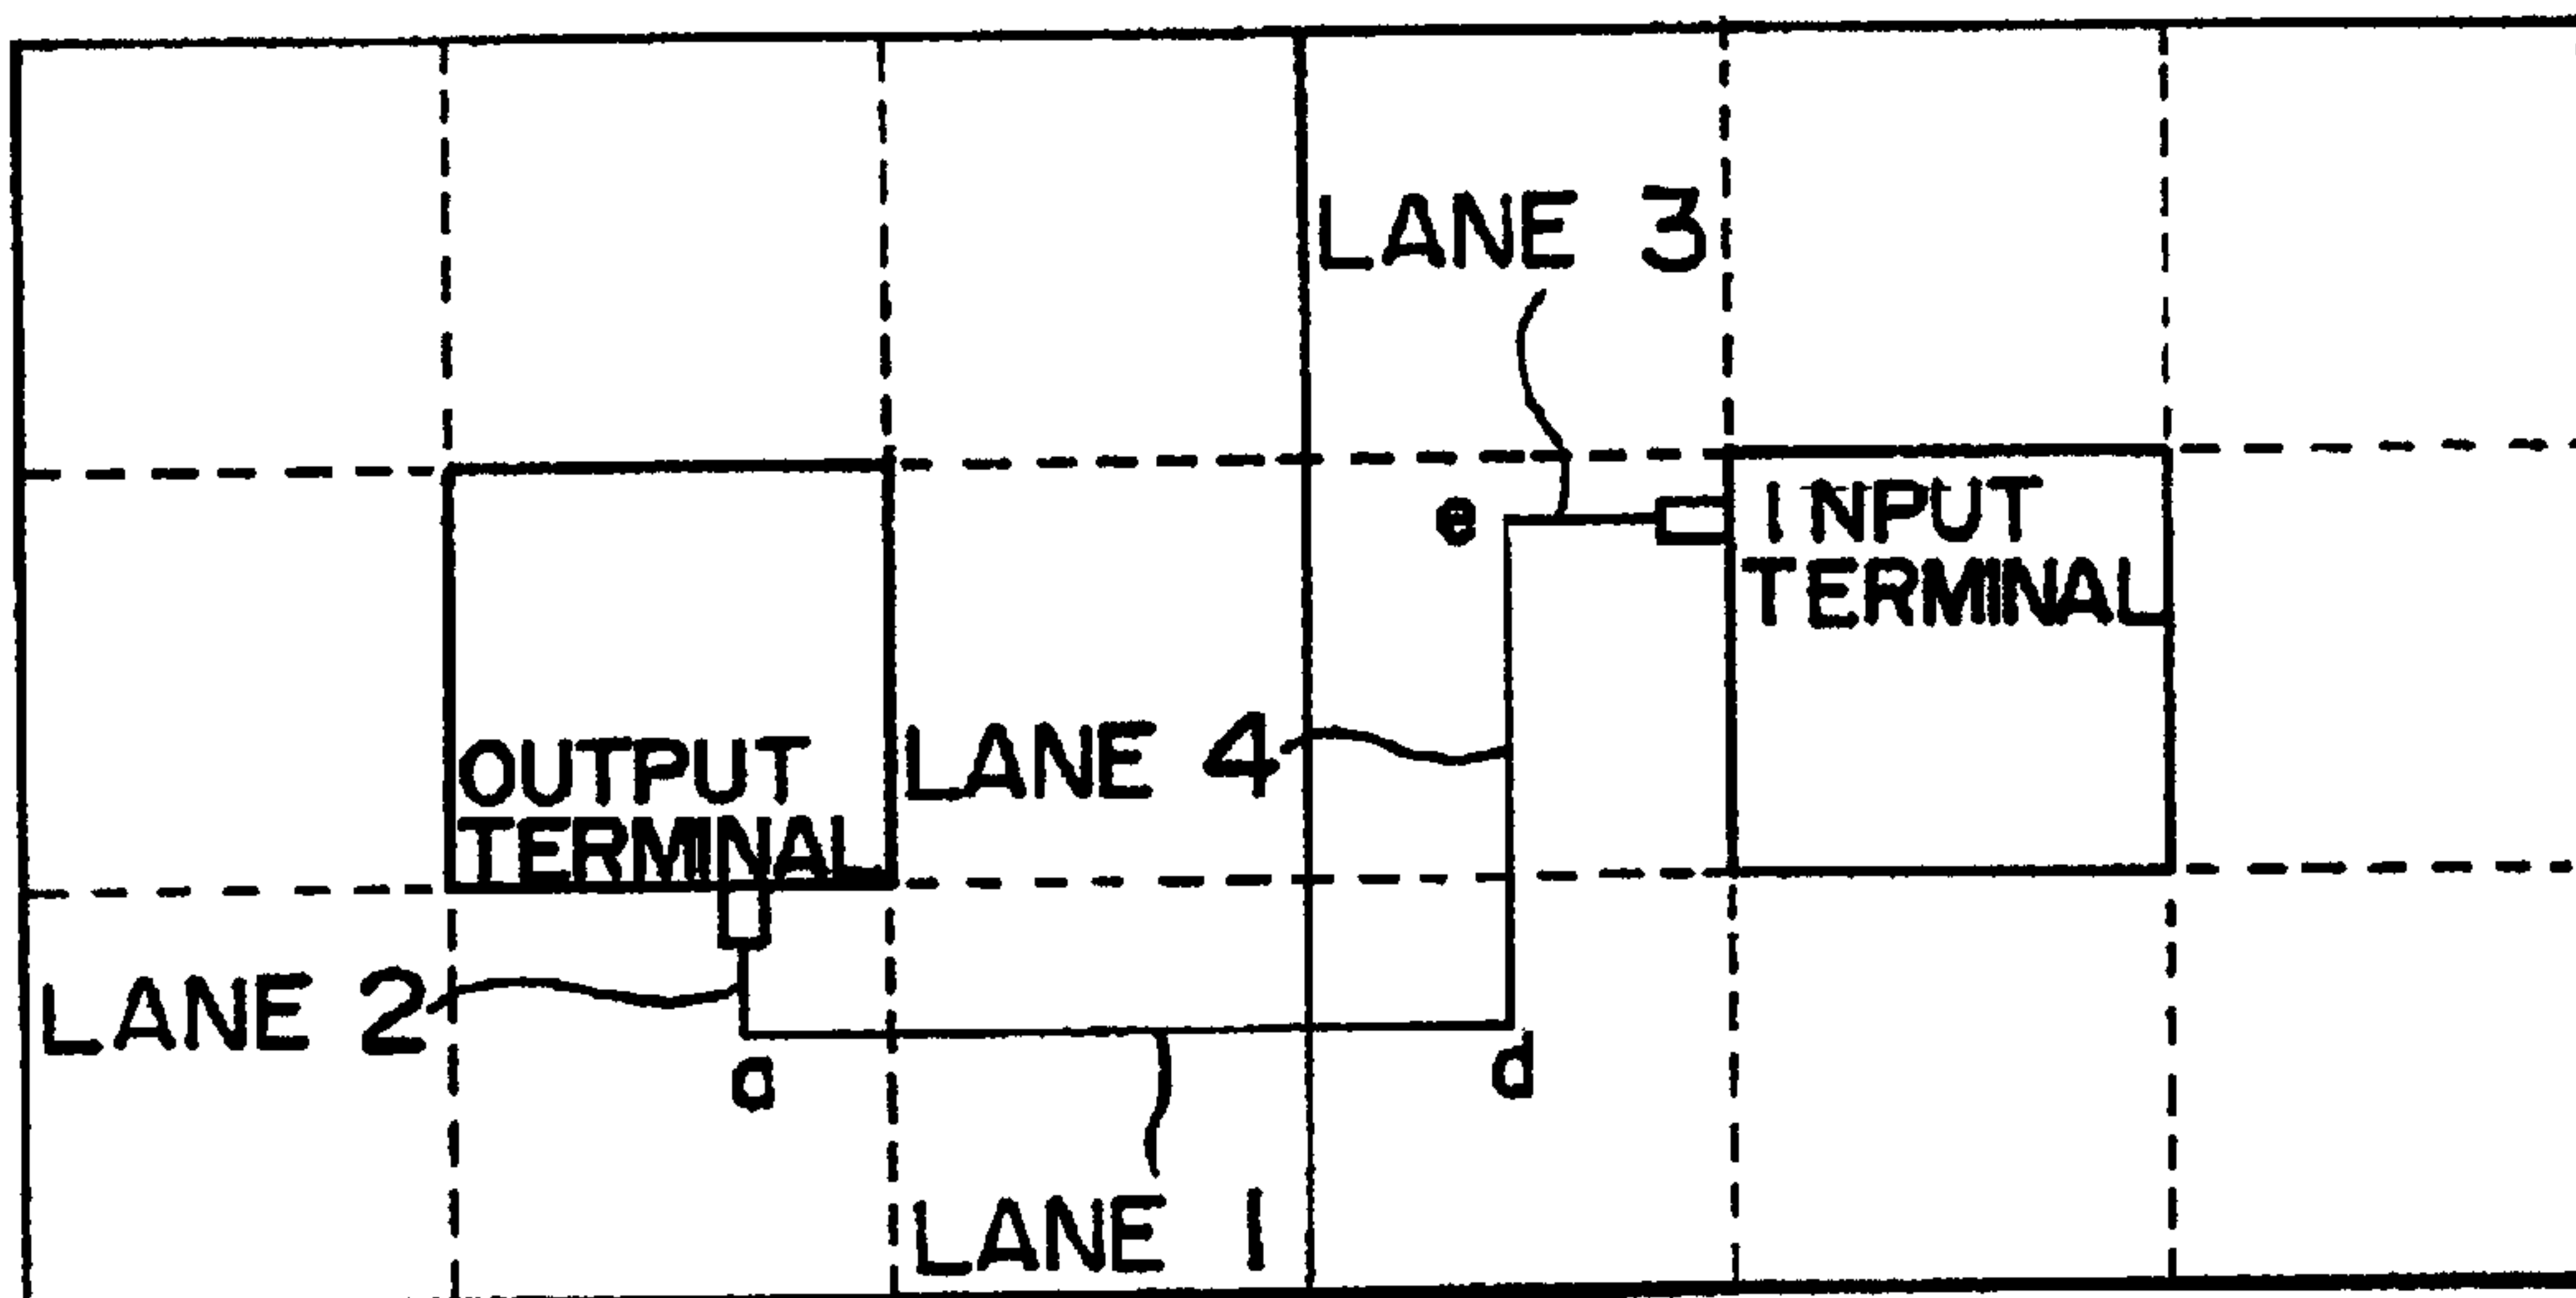 LANE 3
e
INPUT
TERMINAL
OUTPUT
TERMINAL
LANE 4
LANE 2
a
d
LANE 1